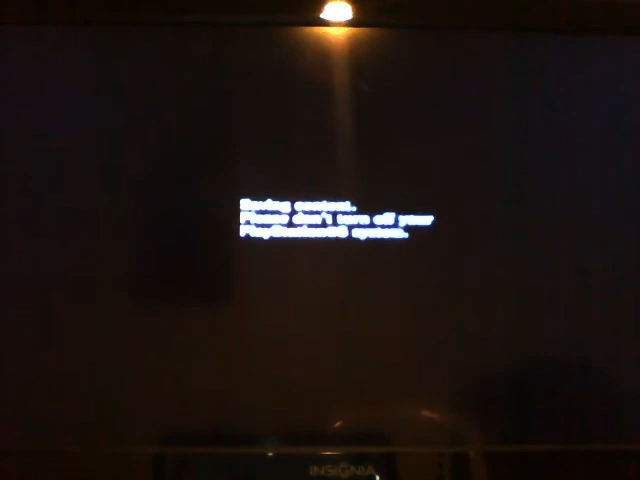 Saving content.
Please don't turn off your
PlayStation®3 system.
INSIGNIA